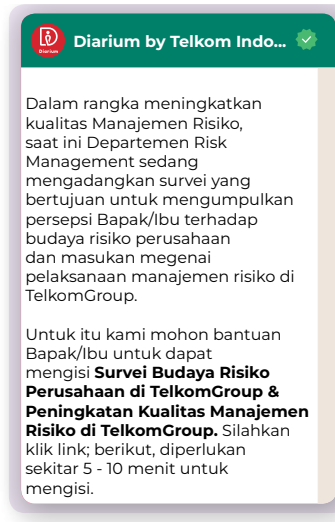 Diarium
Diarium by Telkom Indo...
Dalam rangka meningkatkan
kualitas Manajemen Risiko,
saat ini Departemen Risk
Management sedang
mengadangkan survei yang
bertujuan untuk mengumpulkan
persepsi Bapak/Ibu terhadap
budaya risiko perusahaan
dan masukan megenai
pelaksanaan manajemen risiko di
TelkomGroup.
Untuk itu kami mohon bantuan
Bapak/Ibu untuk dapat
mengisi Survei Budaya Risiko
Perusahaan di TelkomGroup &
Peningkatan Kualitas Manajemen
Risiko di TelkomGroup. Silahkan
klik link; berikut, diperlukan
sekitar 5 - 10 menit untuk
mengisi.